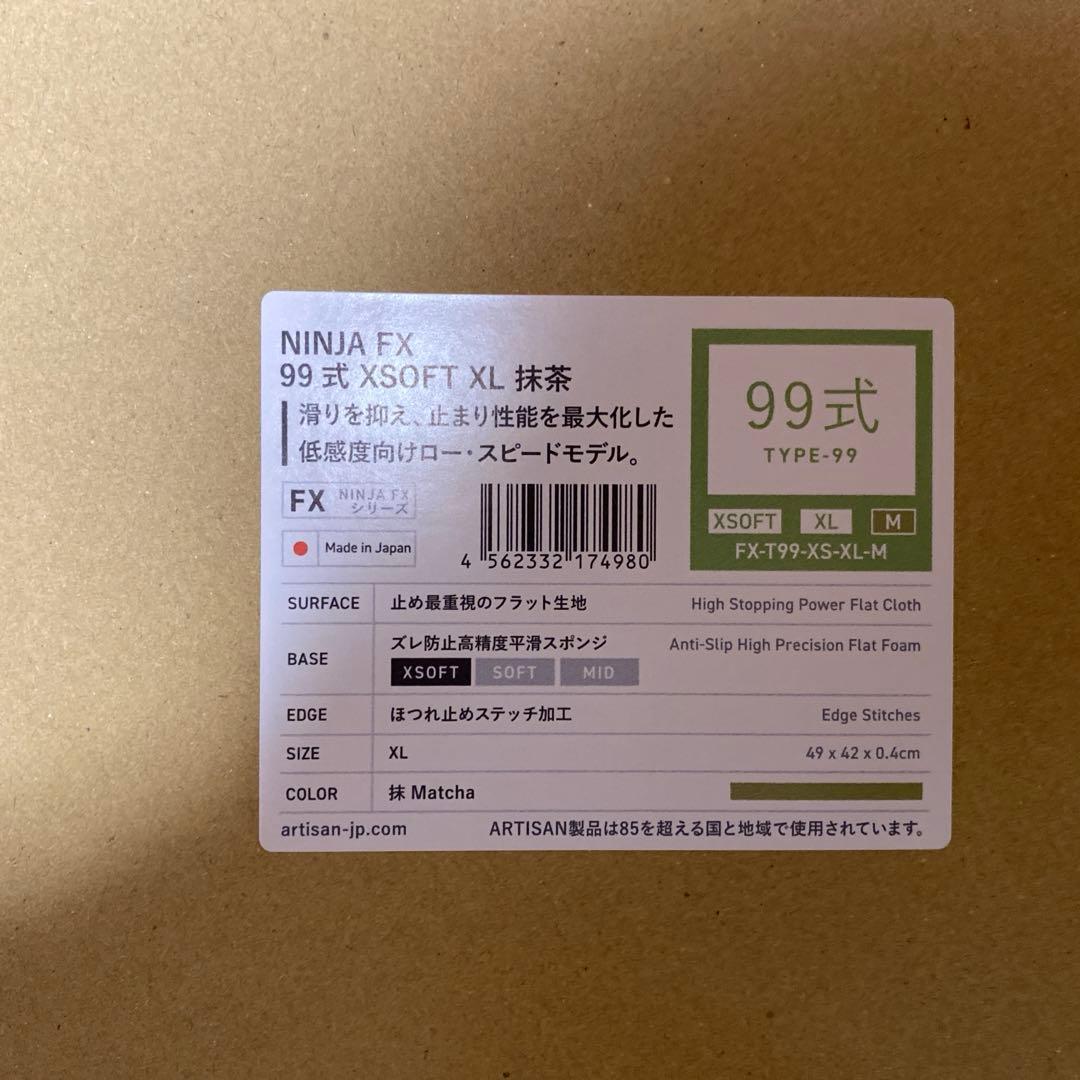 NINJA FX
99式 XSOFT XL 抹茶
滑りを抑え、止まり性能を最大化した
低感度向けロー・スピードモデル。
FX NINJA FX
シリーズ
Made in Japan
4 562332 174980
99式
TYPE-99
XSOFT XL M
FX-T99-XS-XL-M
SURFACE 止め最重視のフラット生地 High Stopping Power Flat Cloth
BASE ズレ防止高精度平滑スポンジ Anti-Slip High Precision Flat Foam
XSOFT SOFT MID
EDGE ほつれ止めステッチ加工 Edge Stitches
SIZE XL 49 x 42 x 0.4cm
COLOR 抹 Matcha
artisan-jp.com ARTISAN製品は85を超える国と地域で使用されています。